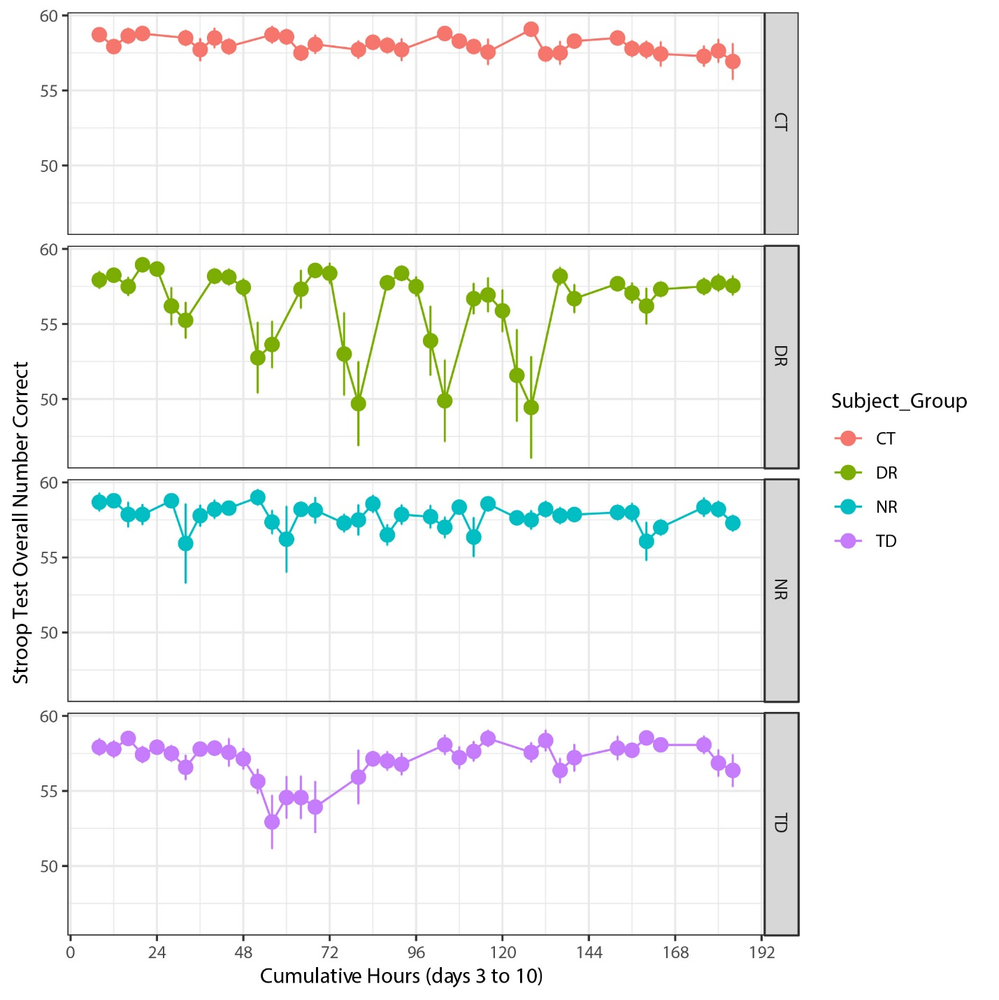 60
55
50
CT
60
55
50
DR
60
55
50
NR
60
55
50
TD
0 24 48 72 96 120 144 168 192
Cumulative Hours (days 3 to 10)
Stroop Test Overall Number Correct
Subject_Group
CT
DR
NR
TD